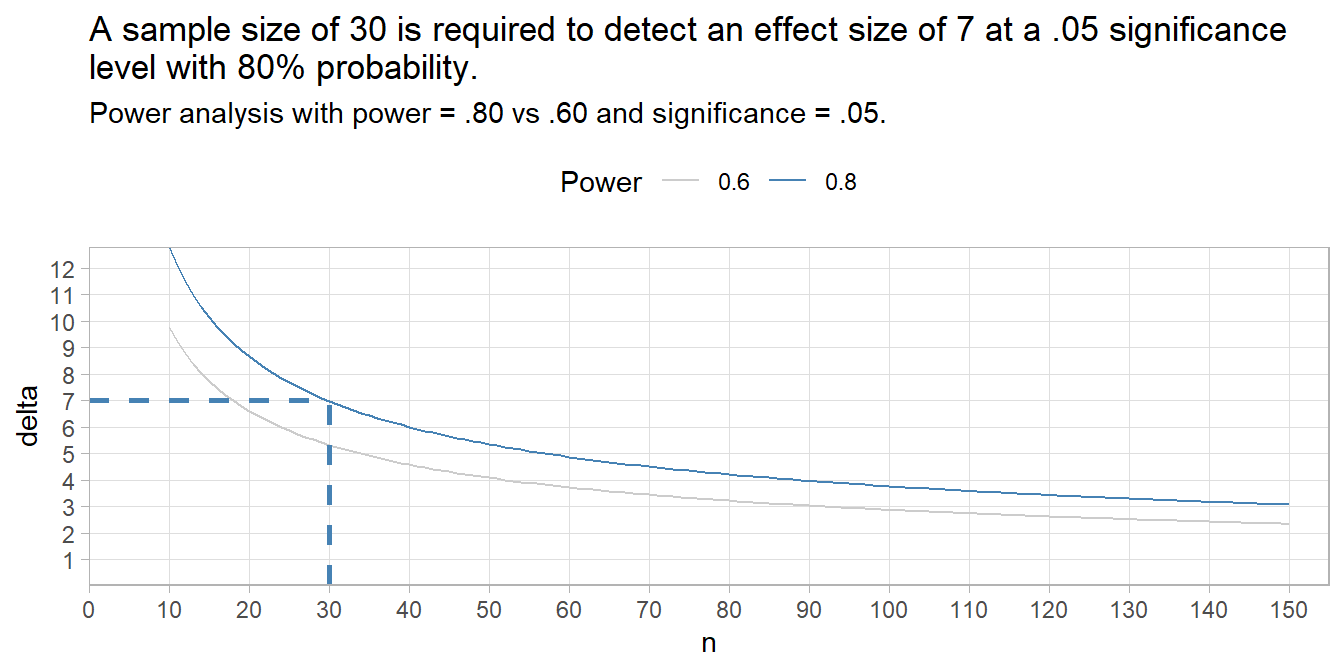 A sample size of 30 is required to detect an effect size of 7 at a .05 significance
level with 80% probability.
Power analysis with power = .80 vs .60 and significance = .05.
Power 0.6 0.8
12
11
10
9
8
7
6
5
4
3
2
1
delta
0 10 20 30 40 50 60 70 80 90 100 110 120 130 140 150
n